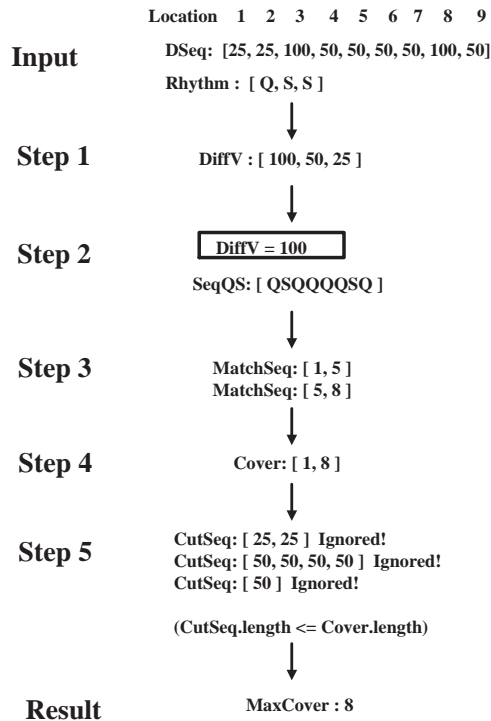 Location 1 2 3 4 5 6 7 8 9
Input
DSeq: [25, 25, 100, 50, 50, 50, 50, 100, 50]
Rhythm : [ Q, S, S ]
Step 1
DiffV : [ 100, 50, 25 ]
Step 2
DiffV = 100
SeqQS: [ QSQQQQSQ ]
Step 3
MatchSeq: [ 1, 5 ]
MatchSeq: [ 5, 8 ]
Step 4
Cover: [ 1, 8 ]
Step 5
CutSeq: [ 25, 25 ] Ignored!
CutSeq: [ 50, 50, 50, 50 ] Ignored!
CutSeq: [ 50 ] Ignored!
(CutSeq.length <= Cover.length)
Result
MaxCover : 8